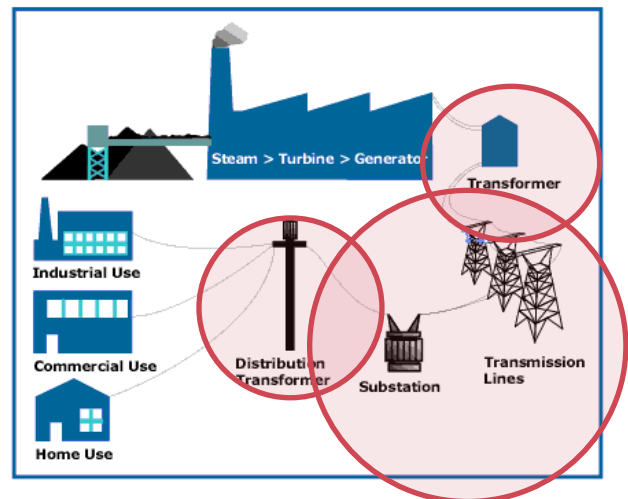 Steam > Turbine > Generator
Transformer
Industrial Use
Commercial Use
Home Use
Distribution
Transformer
Substation
Transmission
Lines